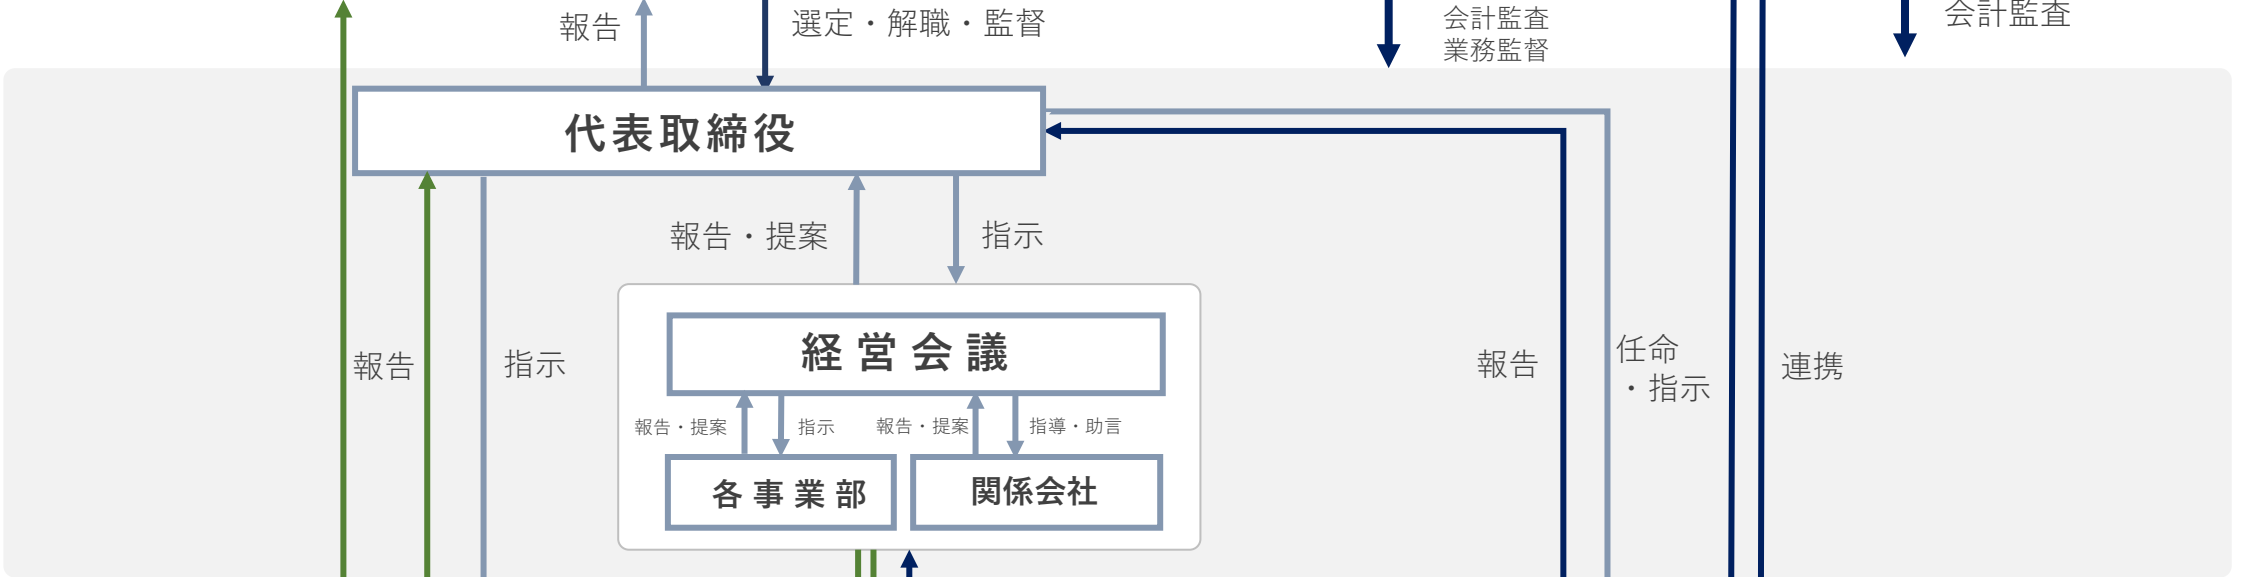 報告
選定・解職・監督
会計監査
業務監督
会計監査
代表取締役
報告・提案
指示
報告
指示
経営会議
報告
任命
・指示
連携
報告・提案
指示
報告・提案
指導・助言
各事業部
関係会社